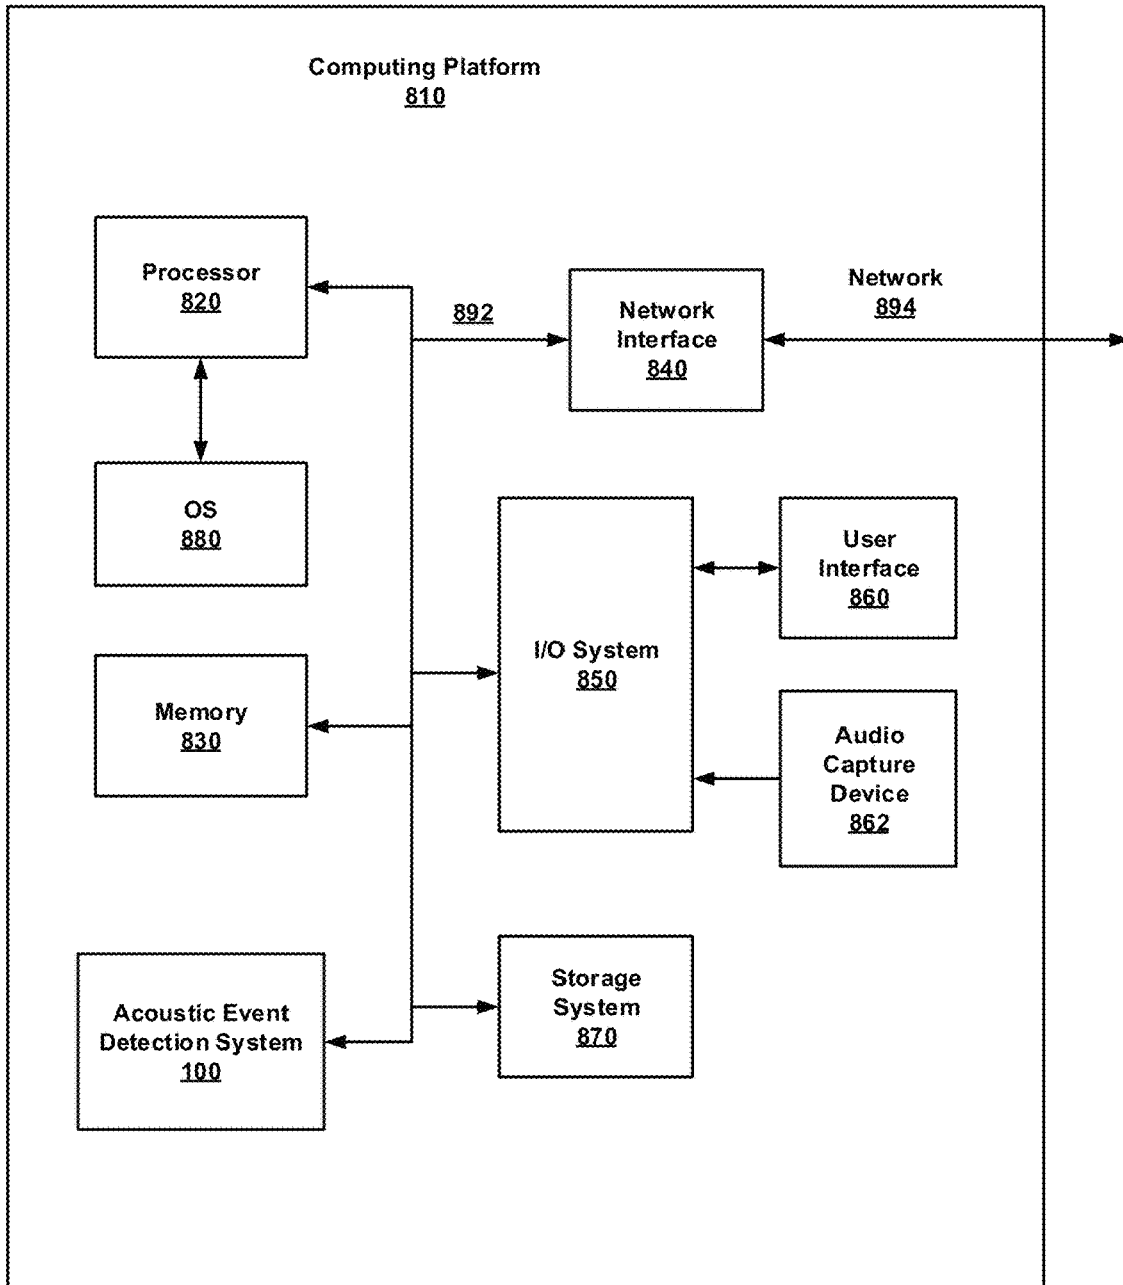 Computing Platform
810
Processor
820
892
Network
Interface
840
Network
894
OS
880
I/O System
850
User
Interface
860
Memory
830
Audio
Capture
Device
862
Acoustic Event
Detection System
100
Storage
System
870